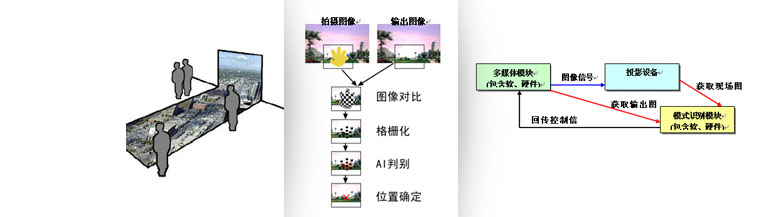 拍摄图像
输出图像
图像对比
格栅化
AI判别
位置确定
多媒体模块
(包含软、硬件)
图像信号
投影设备
获取现场图
获取输出图
模式识别模块
(包含软、硬件)
回传控制信